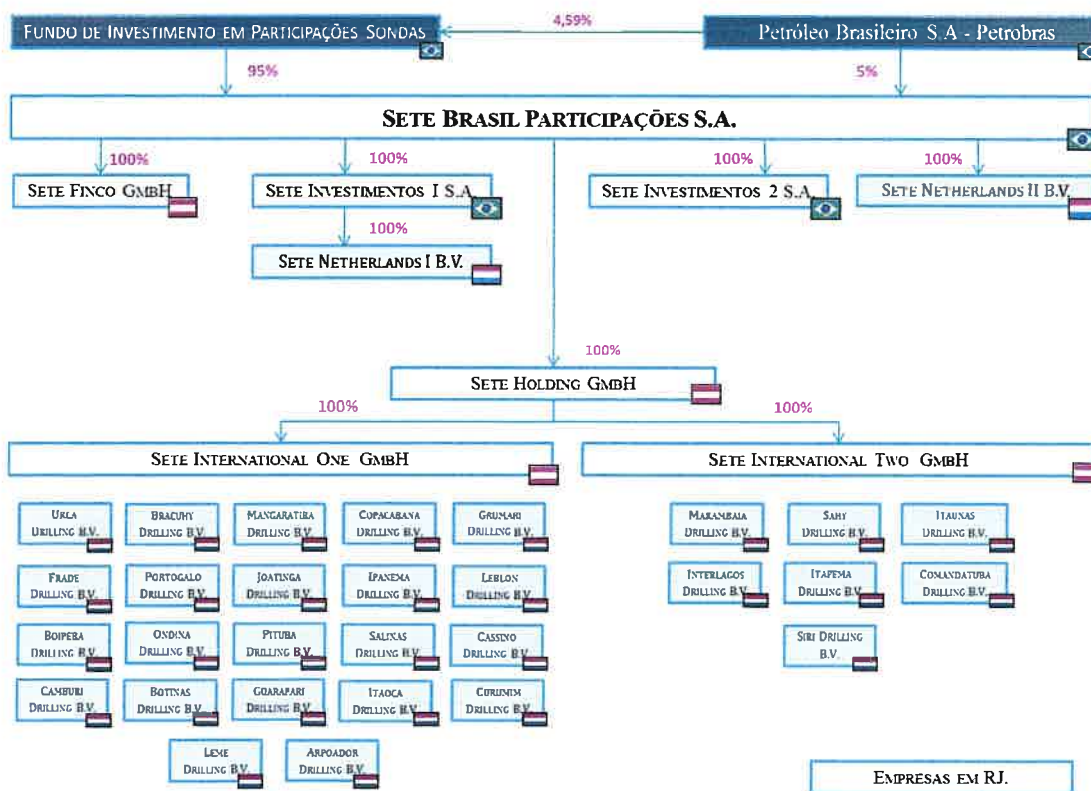 4,59%
FUNDO DE INVESTIMENTO EM PARTICIPAÇÕES SONDAS
Petróleo Brasileiro S.A - Petrobras
95%
5%
SETE BRASIL PARTICIPAÇÕES S.A.
100%
100%
100%
100%
SETE FINCO GMBH
SETE INVESTIMENTOS I S.A.
SETE INVESTIMENTOS 2 S.A.
SETE NETHERLANDS II B.V.
100%
SETE NETHERLANDS I B.V.
100%
SETE HOLDING GMBH
100%
100%
SETE INTERNATIONAL ONE GMBH
SETE INTERNATIONAL TWO GMBH
URCA
DRILLING B.V.
BRACUHY
DRILLING B.V.
MANGARATIBA
DRILLING B.V.
COPACABANA
DRILLING B.V.
GRUMARI
DRILLING B.V.
MARAMBAIA
DRILLING B.V.
SAHY
DRILLING B.V.
ITAUNAS
DRILLING B.V.
FRADE
DRILLING B.V.
PORTOGALO
DRILLING B.V.
JOATINGA
DRILLING B.V.
IPANEMA
DRILLING B.V.
LEBLON
DRILLING B.V.
INTERLAGOS
DRILLING B.V.
ITAPEMA
DRILLING B.V.
COMANDATUBA
DRILLING B.V.
BOIPEBA
DRILLING B.V.
ONDINA
DRILLING B.V.
PITUBA
DRILLING B.V.
SALINAS
DRILLING B.V.
CASSINO
DRILLING B.V.
SIRI DRILLING
B.V.
CAMBURI
DRILLING B.V.
BOTINAS
DRILLING B.V.
GUARAPARI
DRILLING B.V.
ITAOCA
DRILLING B.V.
CURUMIM
DRILLING B.V.
LEME
DRILLING B.V.
ARPOADOR
DRILLING B.V.
EMPRESAS EM RJ.